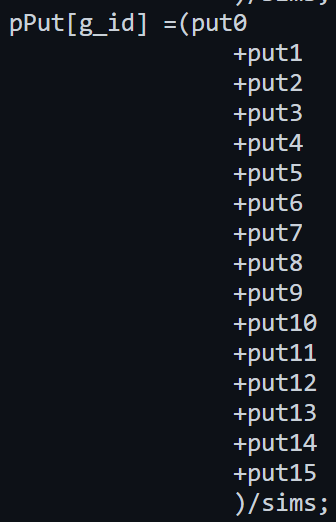 )/sims;
pPut[g_id] =(put0
+put1
+put2
+put3
+put4
+put5
+put6
+put7
+put8
+put9
+put10
+put11
+put12
+put13
+put14
+put15
)/sims;